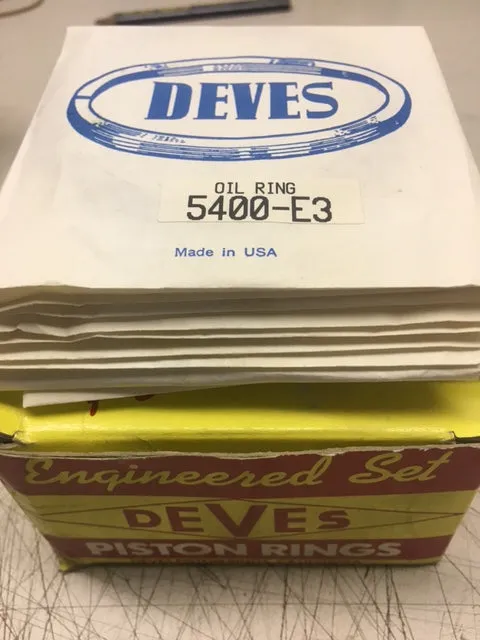 DEVES
OIL RING
5400-E3
Made in USA
Engineered Set
DEVES
PISTON RINGS